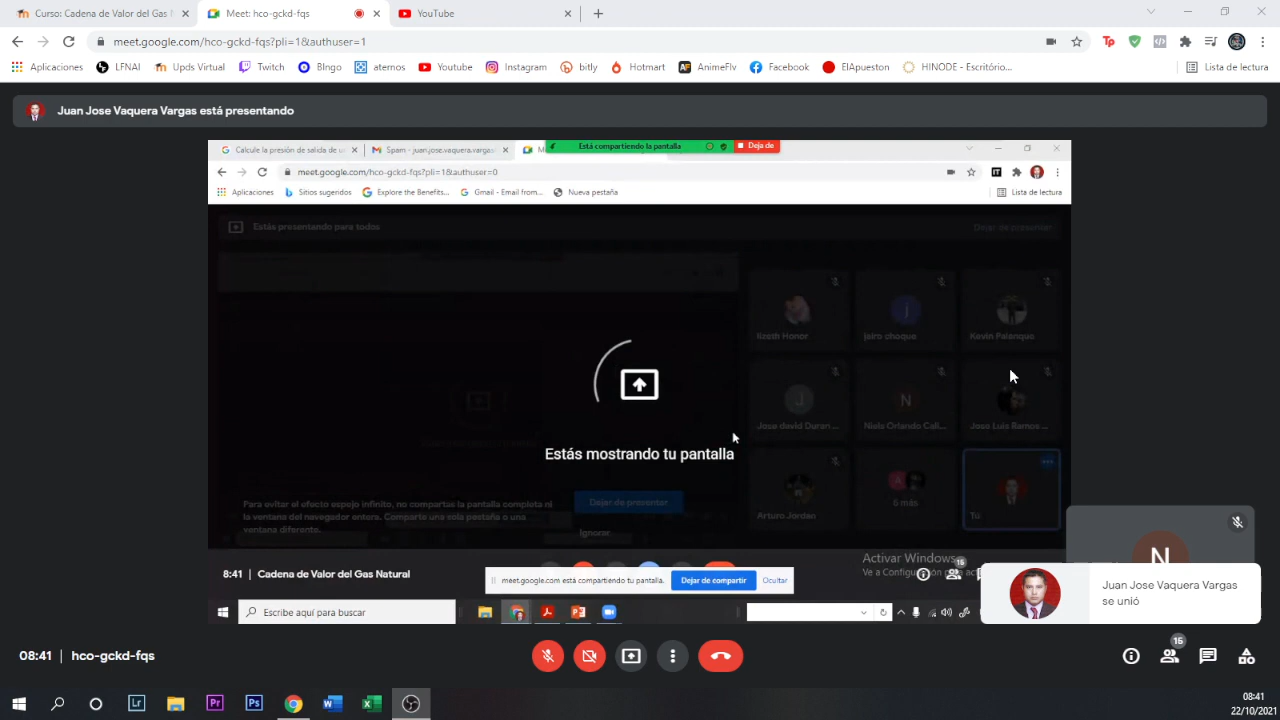 Curso: Cadena de Valor del Gas
Meet: hco-gckd-fqs
YouTube
meet.google.com/hco-gckd-fqs?pli=1&authuser=1
Aplicaciones
LFNAI
Upds Virtual
Twitch
BIngo
aternos
Youtube
Instagram
bitly
Hotmart
AnimeFlv
Facebook
ElApueston
HINODE - Escritório...
Lista de lectura
Juan Jose Vaquera Vargas está presentando
Calcule la presión de salida de u
Spam - juan.jose.vaquera.vargas
Está compartiendo la pantalla
Deja de
meet.google.com/hco-gckd-fqs?pli=1&authuser=0
Aplicaciones
Sitios sugeridos
Explore the Benefits...
Gmail - Email from...
Nueva pestaña
Lista de lectura
Estás presentando para todos
Dejar de presentar
jairo choque
Kevin Palenque
Estás mostrando tu pantalla
Jose david Duran ...
Niels Orlando Call...
Jose Luis Ramos ...
Para evitar el efecto espejo infinito, no compartas la pantalla completa ni
la ventana del navegador entera. Comparte una sola pestaña o una
ventana diferente.
Dejar de presentar
Ignorar
Arturo Jordan
A
6 más
Tú
N
8:41 | Cadena de Valor del Gas Natural
meet.google.com está compartiendo tu pantalla.
Dejar de compartir
Ocultar
Activar Windows
Ve a Configura
15
Juan Jose Vaquera Vargas
se unió
Escribe aquí para buscar
08:41 | hco-gckd-fqs
15
08:41
22/10/2021